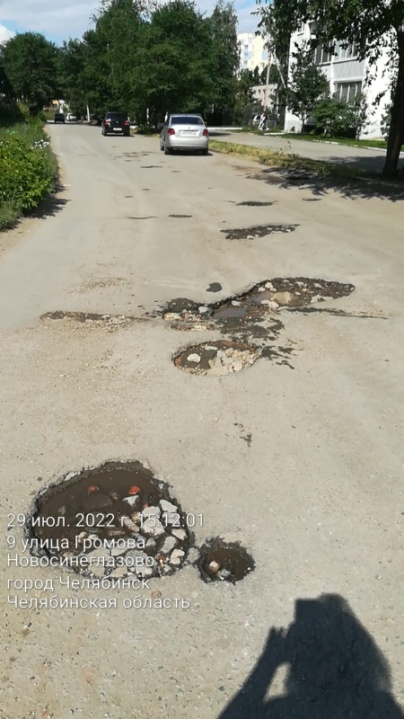 29 июл. 2022 г. 15:12:01
9 улица Громова
Новосинеглазово
город Челябинск
Челябинская область